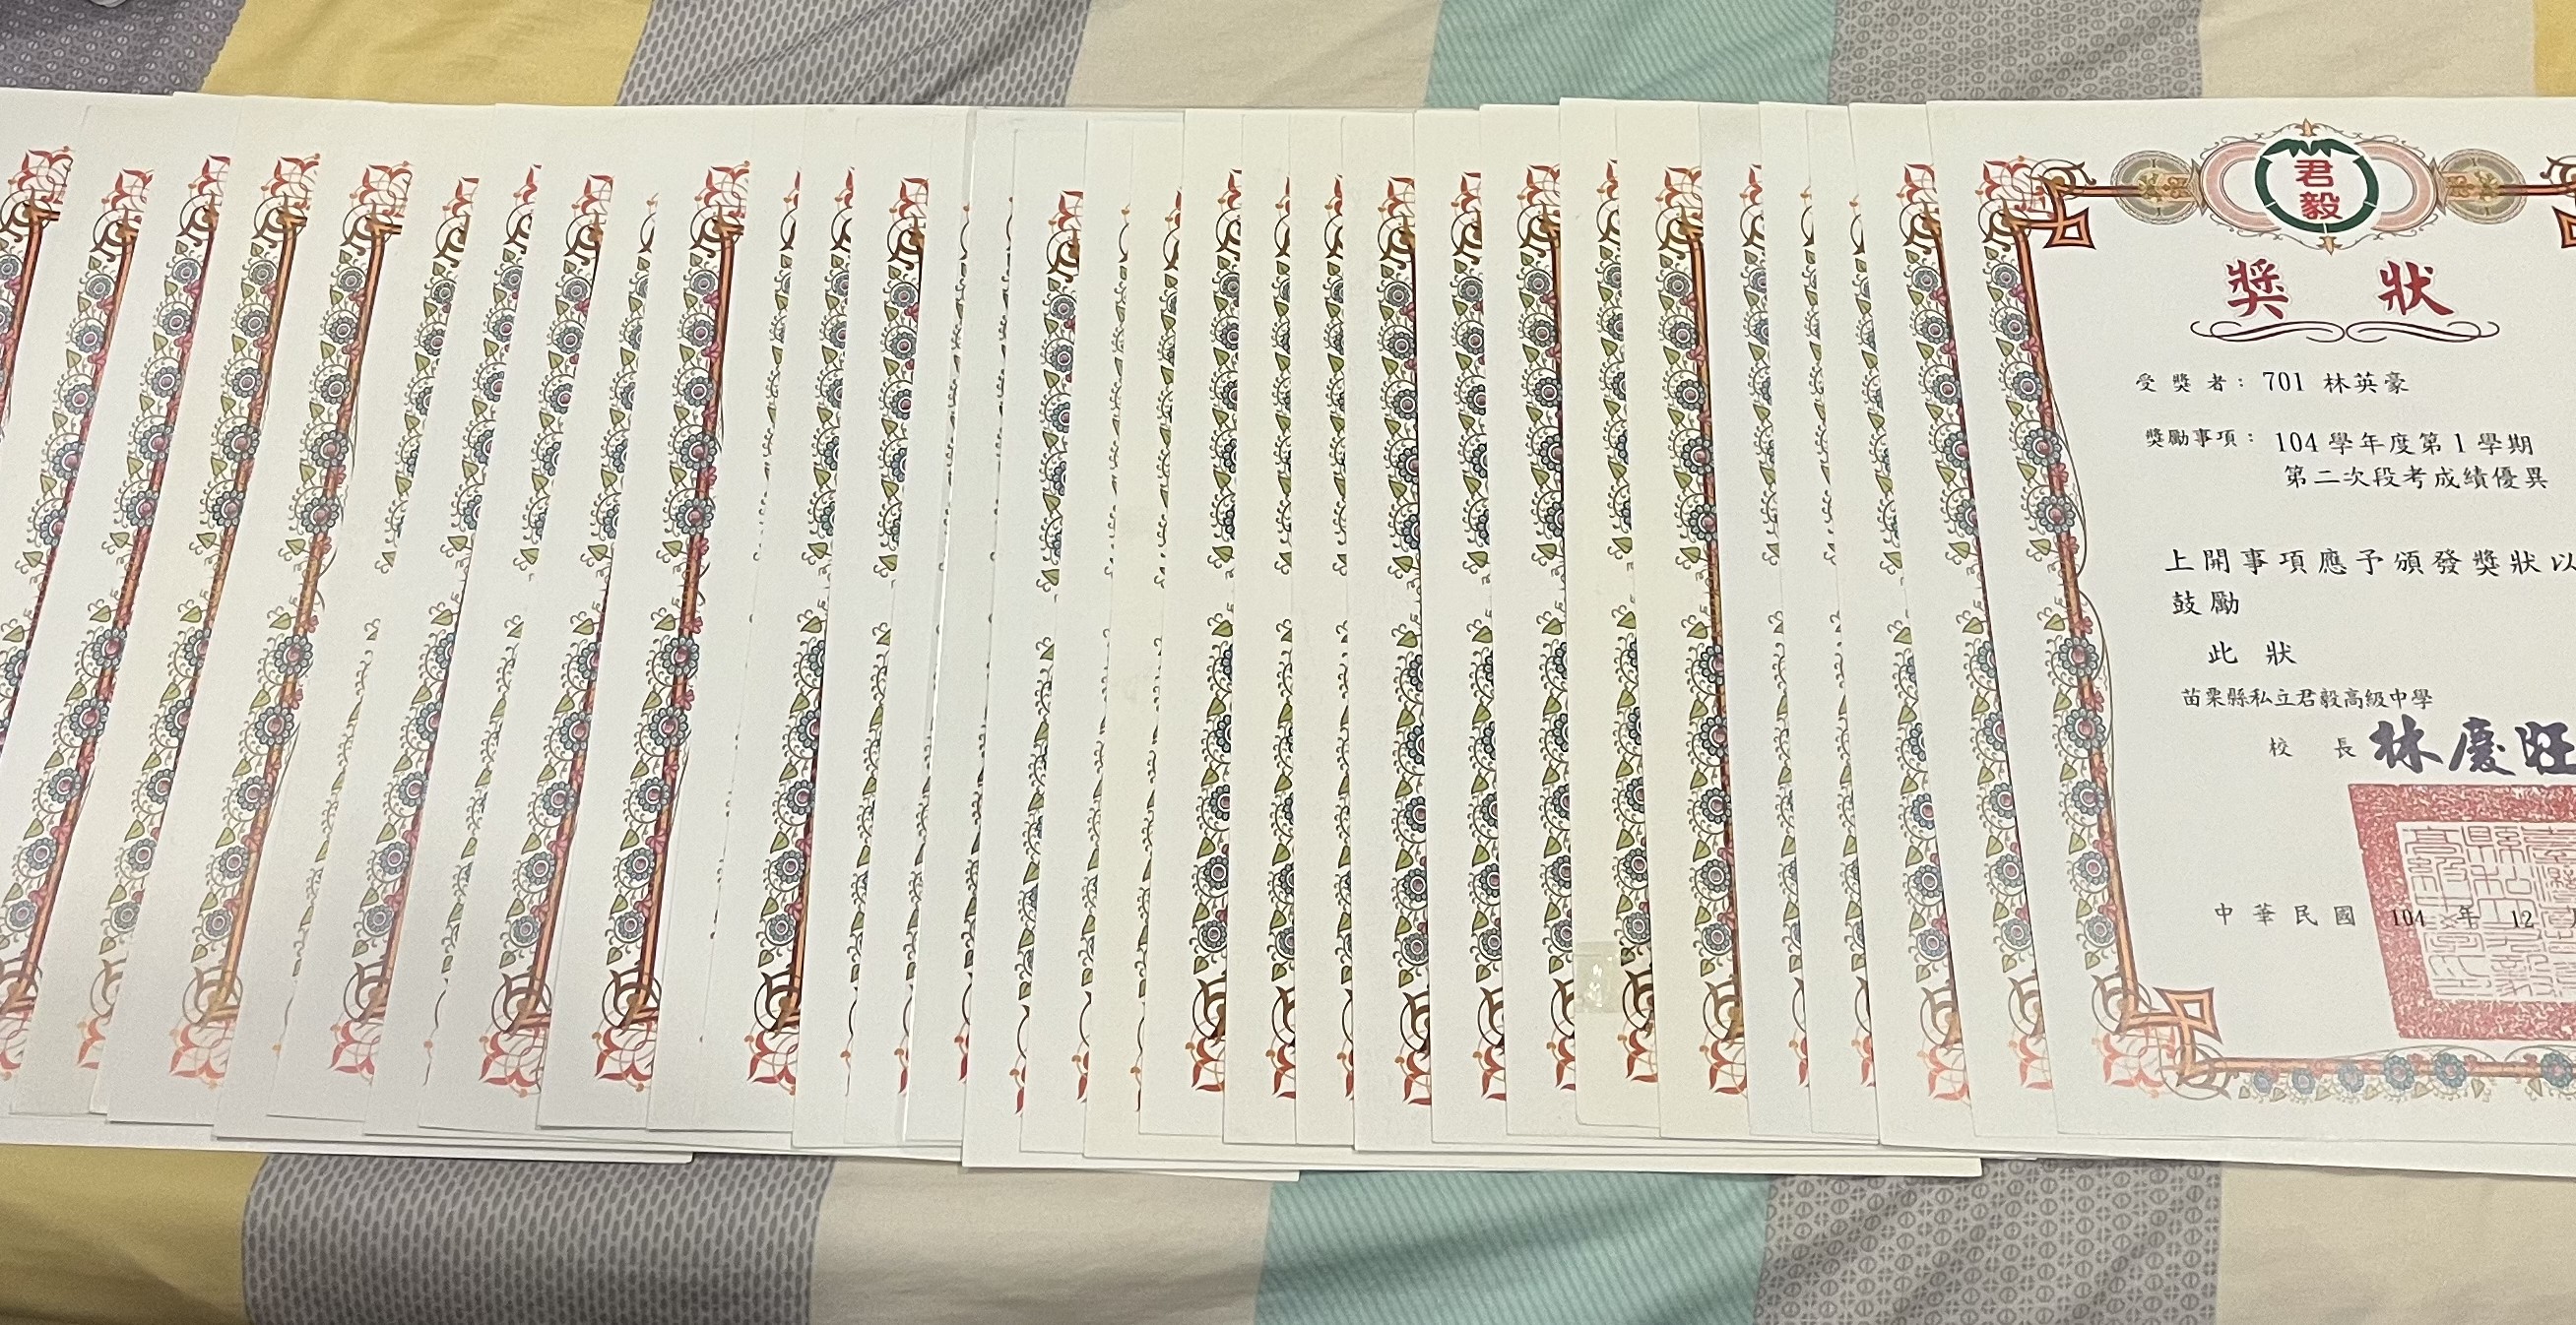 君毅
獎狀
受獎者：701 林英豪
獎勵事項：104學年度第1學期
第二次段考成績優異
上開事項應予頒發獎狀以
鼓勵
此狀
苗栗縣私立君毅高級中學
校長 林慶旺
中華民國 104 年 12